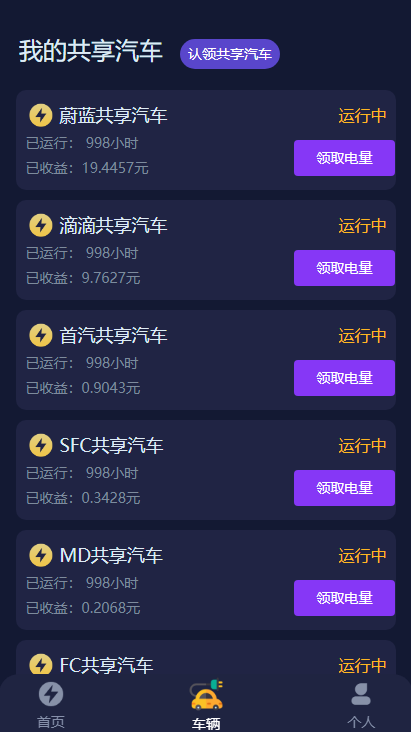 我的共享汽车 认领共享汽车
蔚蓝共享汽车 运行中
已运行： 998小时
领取电量
已收益：19.4457元
滴滴共享汽车 运行中
已运行： 998小时
领取电量
已收益：9.7627元
首汽共享汽车 运行中
已运行： 998小时
领取电量
已收益：0.9043元
SFC共享汽车 运行中
已运行： 998小时
领取电量
已收益：0.3428元
MD共享汽车 运行中
已运行： 998小时
领取电量
已收益：0.2068元
FC共享汽车 运行中
首页 车辆 个人